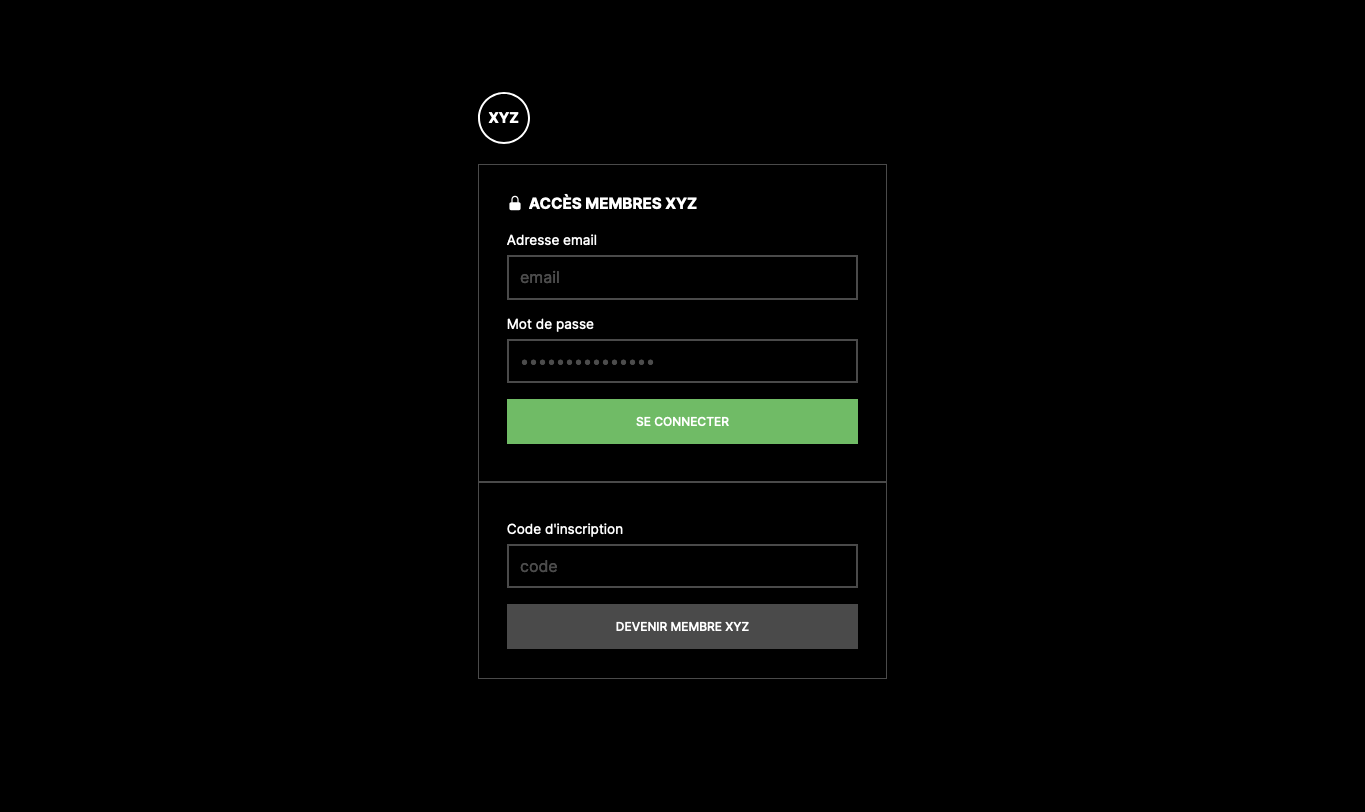 XYZ
ACCÈS MEMBRES XYZ
Adresse email
email
Mot de passe
•••••••••••••••
SE CONNECTER
Code d'inscription
code
DEVENIR MEMBRE XYZ